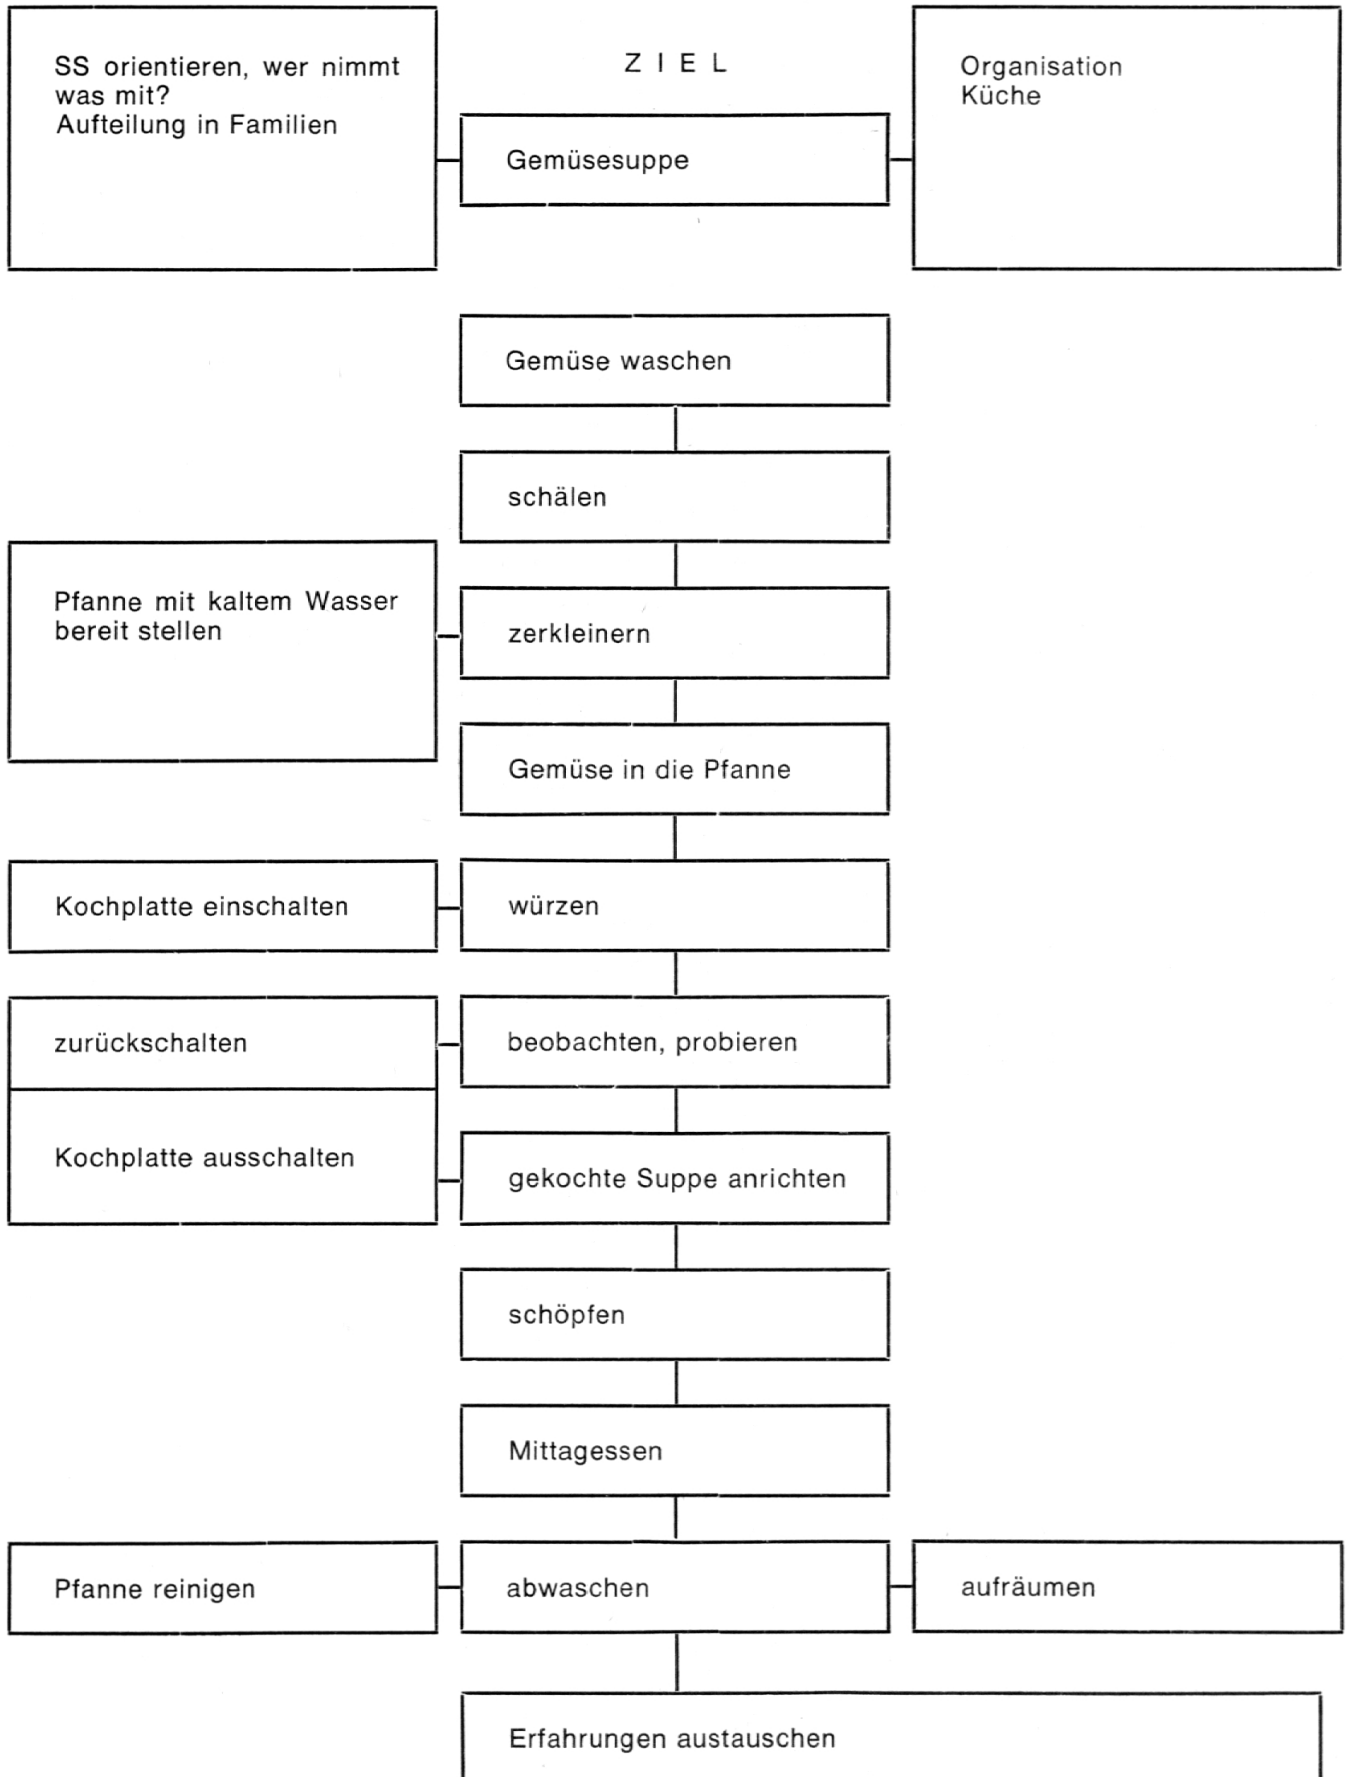 SS orientieren, wer nimmt
was mit?
Aufteilung in Familien
ZIEL
Gemüsesuppe
Organisation
Küche
Gemüse waschen
schälen
Pfanne mit kaltem Wasser
bereit stellen
zerkleinern
Gemüse in die Pfanne
Kochplatte einschalten
würzen
zurückschalten
beobachten, probieren
Kochplatte ausschalten
gekochte Suppe anrichten
schöpfen
Mittagessen
Pfanne reinigen
abwaschen
aufräumen
Erfahrungen austauschen